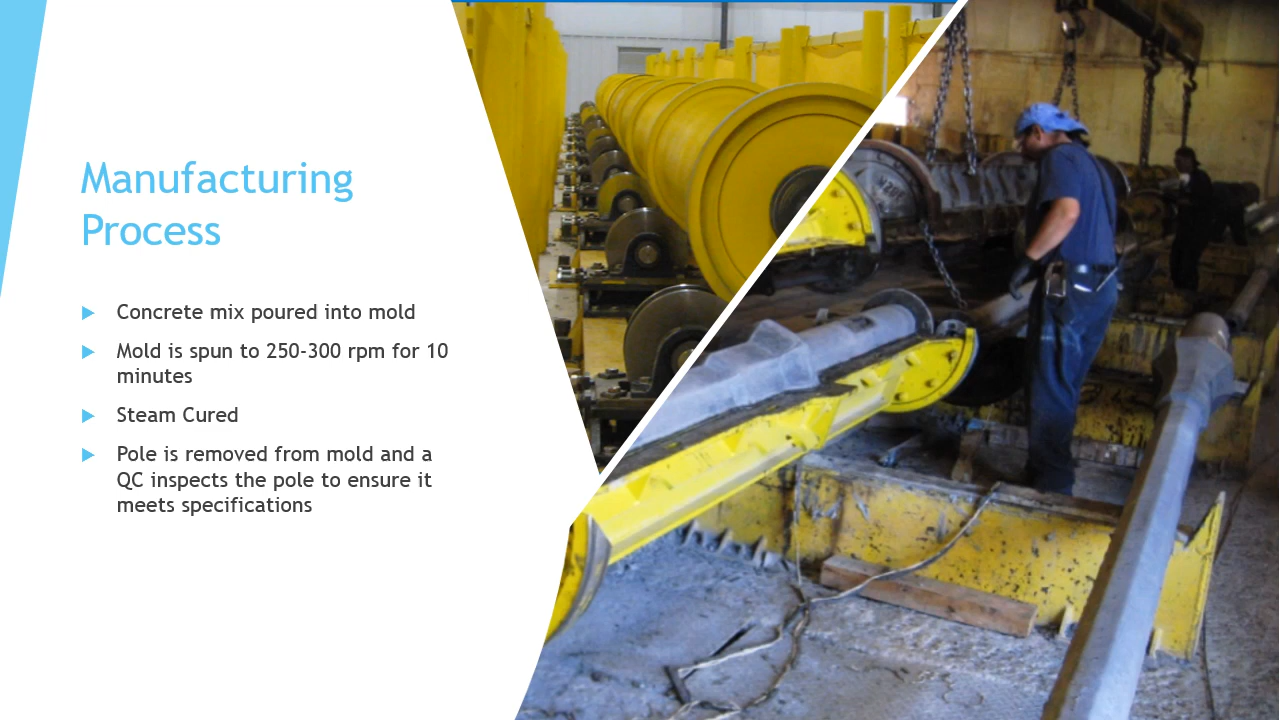 Manufacturing
Process
Concrete mix poured into mold
Mold is spun to 250-300 rpm for 10
minutes
Steam Cured
Pole is removed from mold and a
QC inspects the pole to ensure it
meets specifications